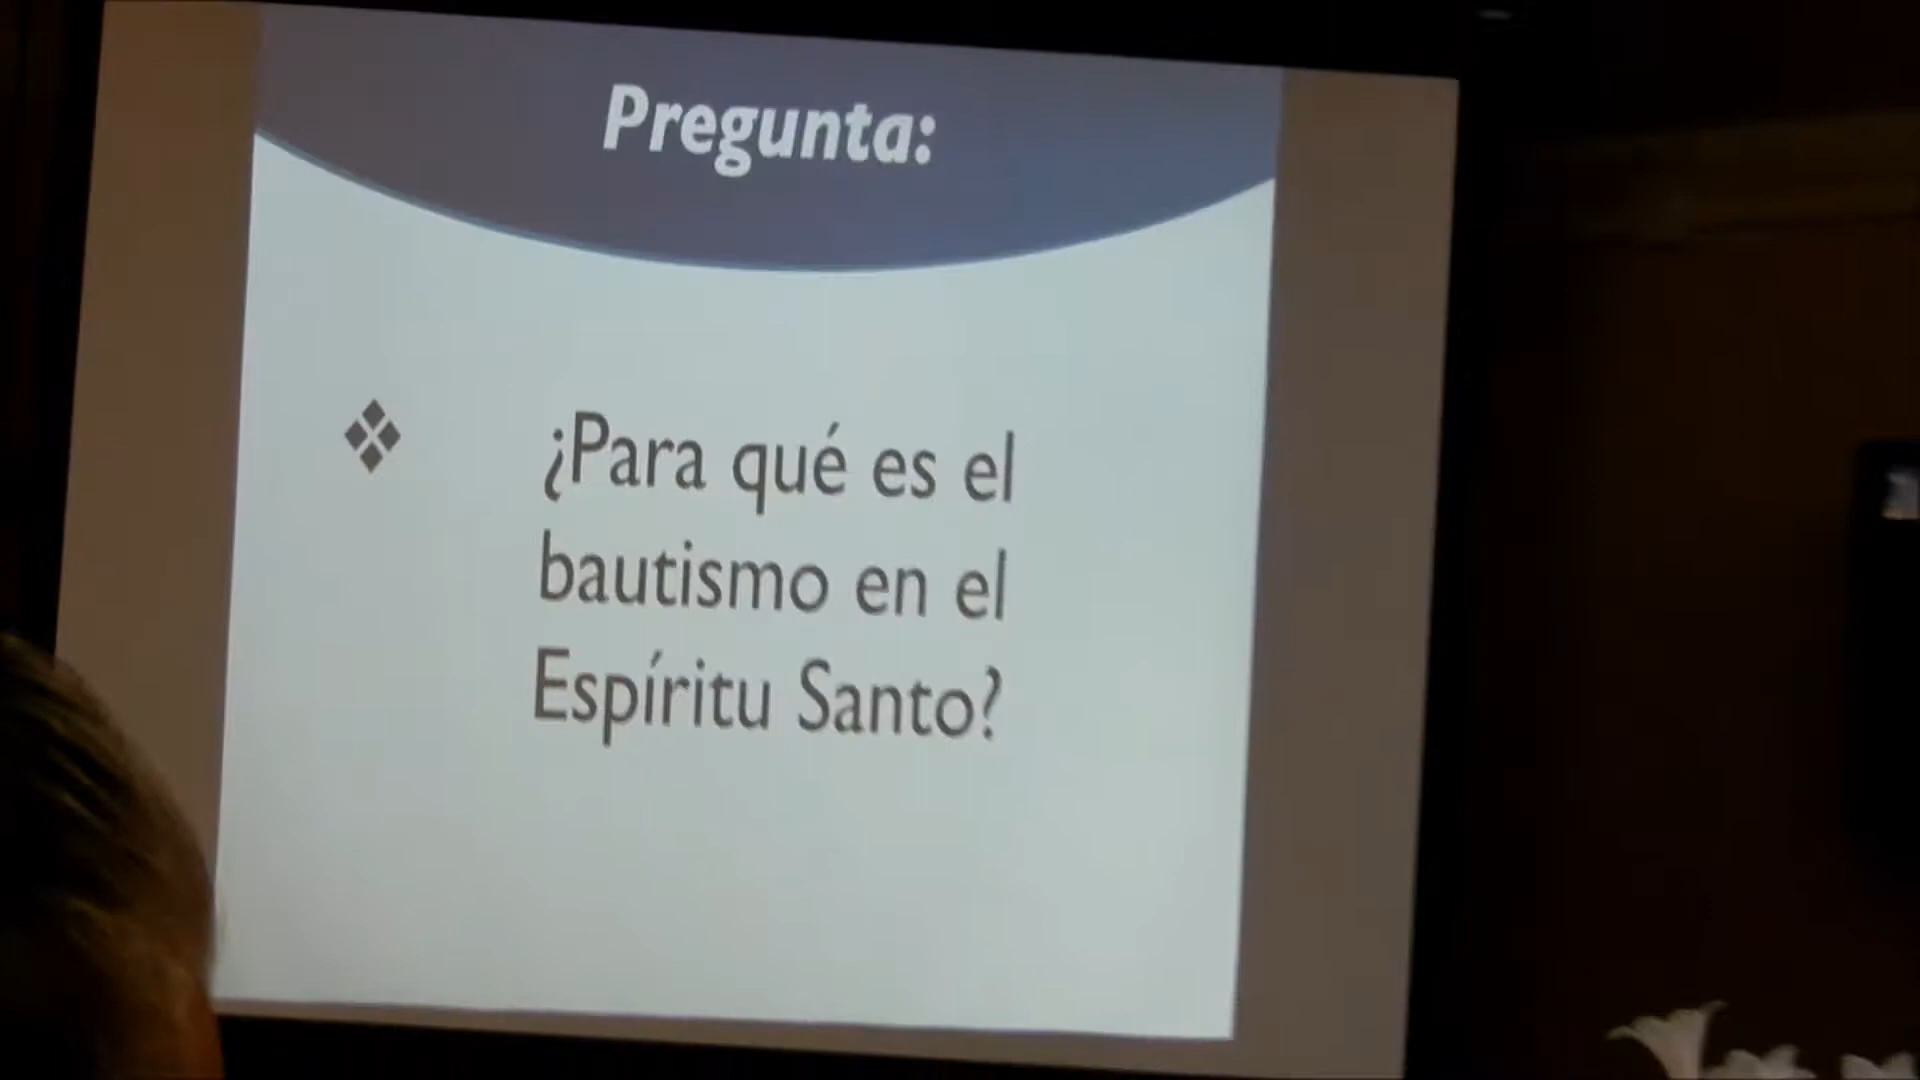 Pregunta:
¿Para qué es el
bautismo en el
Espíritu Santo?